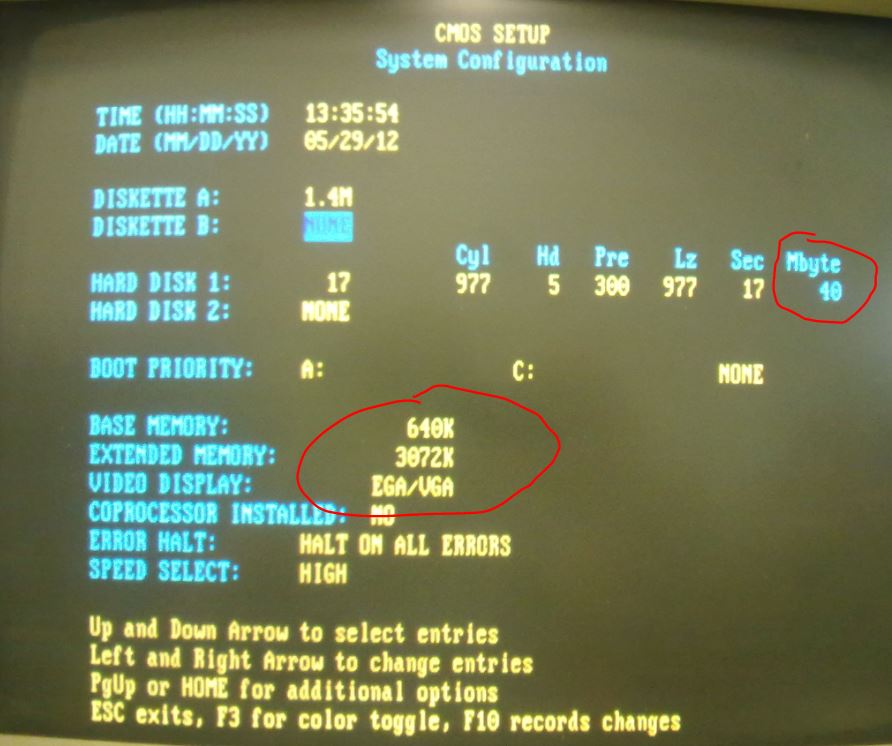 CMOS SETUP
System Configuration
TIME (HH:MM:SS) 13:35:54
DATE (MM/DD/YY) 05/29/12
DISKETTE A: 1.4M
DISKETTE B: NONE
Cyl Hd Pre Lz Sec Mbyte
HARD DISK 1: 17 977 5 300 977 17 40
HARD DISK 2: NONE
BOOT PRIORITY: A: C: NONE
BASE MEMORY: 640K
EXTENDED MEMORY: 3072K
VIDEO DISPLAY: EGA/VGA
COPROCESSOR INSTALLED: NO
ERROR HALT: HALT ON ALL ERRORS
SPEED SELECT: HIGH
Up and Down Arrow to select entries
Left and Right Arrow to change entries
PgUp or HOME for additional options
ESC exits, F3 for color toggle, F10 records changes